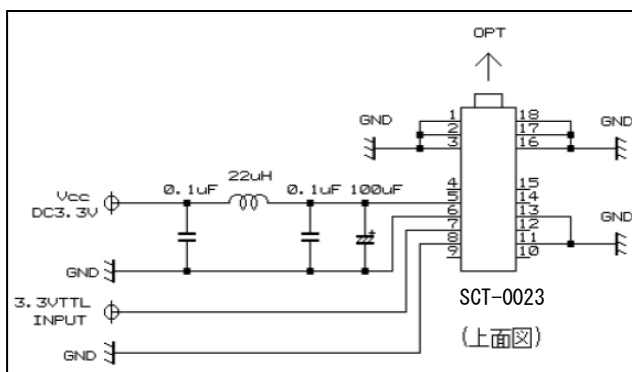 OPT
GND
1
2
3
18
17
16
GND
22uH
Vcc
DC3.3V
0.1uF
0.1uF
100uF
+
4
5
6
7
8
9
15
14
13
12
11
10
GND
GND
3.3VTTL
INPUT
GND
SCT-0023
(上面図)